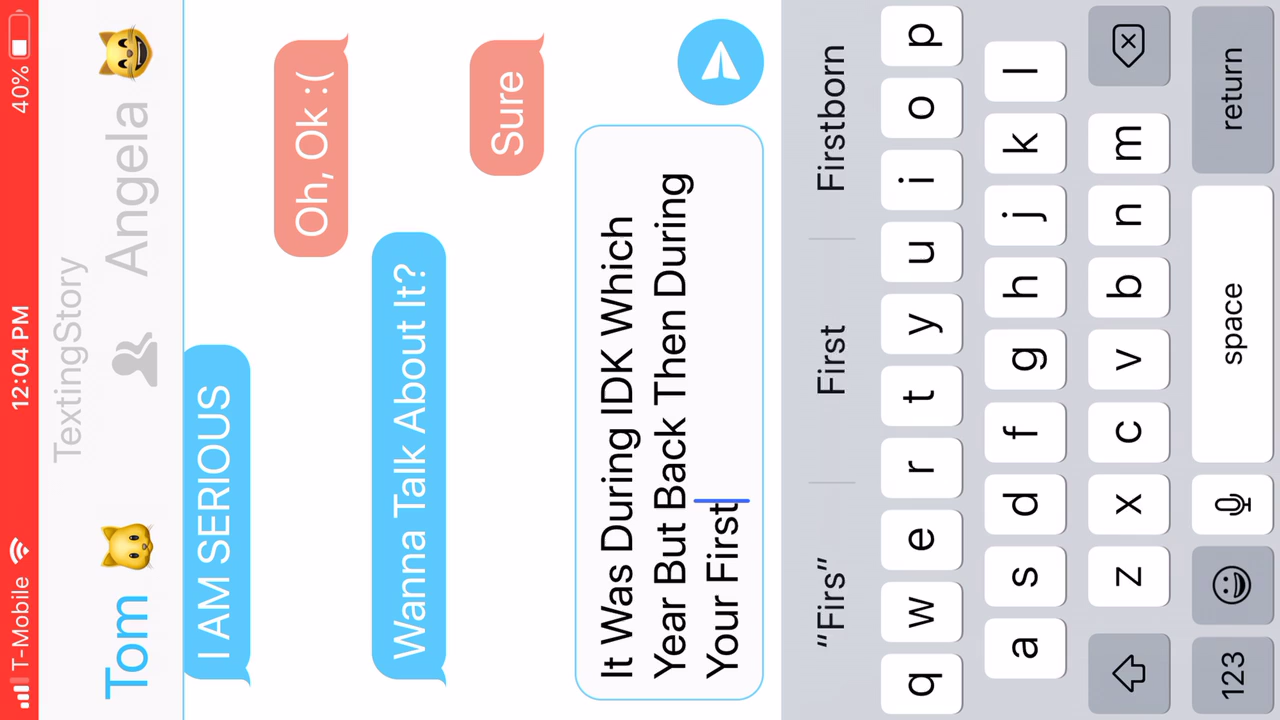 T-Mobile 12:04 PM 40%
TextingStory
Tom Angela
I AM SERIOUS
Oh, Ok :(
Wanna Talk About It?
Sure
It Was During IDK Which
Year But Back Then During
Your First
“Firs” First Firstborn
q w e r t y u i o p
a s d f g h j k l
z x c v b n m
123 space return